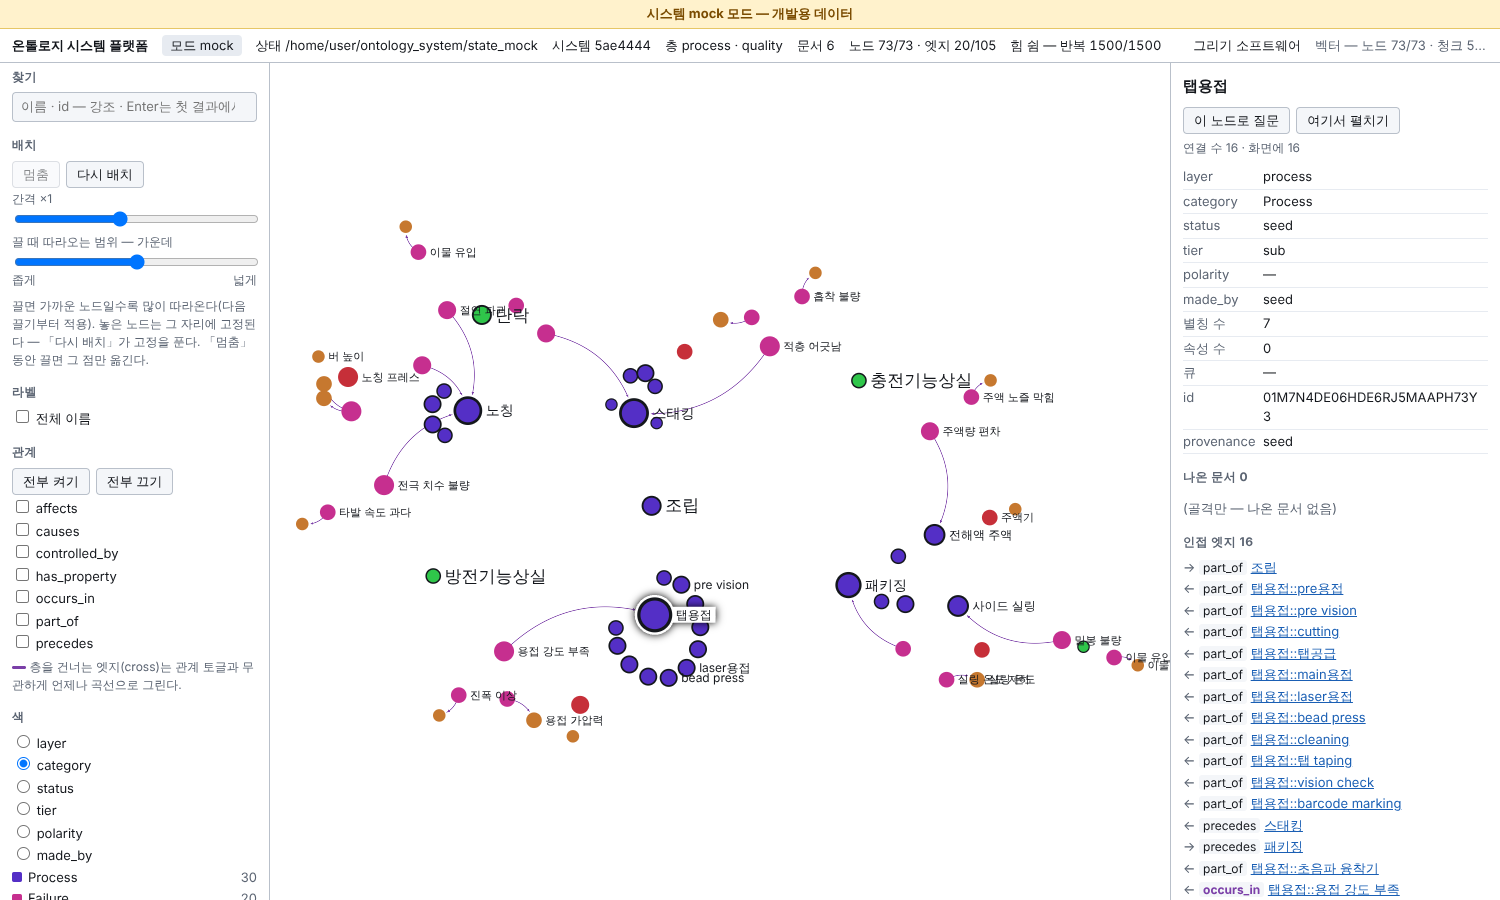 시스템 mock 모드 — 개발용 데이터
온톨로지 시스템 플랫폼 모드 mock 상태 /home/user/ontology_system/state_mock 시스템 5ae4444 층 process · quality 문서 6 노드 73/73 · 엣지 20/105 힘 쉼 — 반복 1500/1500 그리기 소프트웨어 벡터 — 노드 73/73 · 청크 5...
찾기
이름 · id — 강조 · Enter는 첫 결과에
배치
멈춤 다시 배치
간격 ×1
끌 때 따라오는 범위 — 가운데
좁게 넓게
끌면 가까운 노드일수록 많이 따라온다(다음
끌기부터 적용). 놓은 노드는 그 자리에 고정된
다 — 「다시 배치」가 고정을 푼다. 「멈춤」
동안 끌면 그 점만 옮긴다.
라벨
전체 이름
관계
전부 켜기 전부 끄기
affects
causes
controlled_by
has_property
occurs_in
part_of
precedes
층을 건너는 엣지(cross)는 관계 토글과 무
관하게 언제나 곡선으로 그린다.
색
layer
category
status
tier
polarity
made_by
Process 30
Failure 20
이물 유입
절연 파괴
단락
흡착 불량
적층 어긋남
버 높이
노칭 프레스
노칭
스태킹
충전기능상실
주액 노즐 막힘
주액량 편차
전극 치수 불량
타발 속도 과다
조립
주액기
전해액 주액
방전기능상실
pre vision
패키징
탭용접
사이드 실링
용접 강도 부족
밀봉 불량
이물 유입
laser용접
bead press
진폭 이상
용접 가압력
탭용접
이 노드로 질문 여기서 펼치기
연결 수 16 · 화면에 16
layer process
category Process
status seed
tier sub
polarity —
made_by seed
별칭 수 7
속성 수 0
큐 —
id 01M7N4DE06HDE6RJ5MAAPH73Y
3
provenance seed
나온 문서 0
(골격만 — 나온 문서 없음)
인접 엣지 16
→ part_of 조립
← part_of 탭용접::pre용접
← part_of 탭용접::pre vision
← part_of 탭용접::cutting
← part_of 탭용접::탭공급
← part_of 탭용접::main용접
← part_of 탭용접::laser용접
← part_of 탭용접::bead press
← part_of 탭용접::cleaning
← part_of 탭용접::탭 taping
← part_of 탭용접::vision check
← part_of 탭용접::barcode marking
← precedes 스태킹
→ precedes 패키징
← part_of 탭용접::초음파 융착기
← occurs_in 탭용접::용접 강도 부족